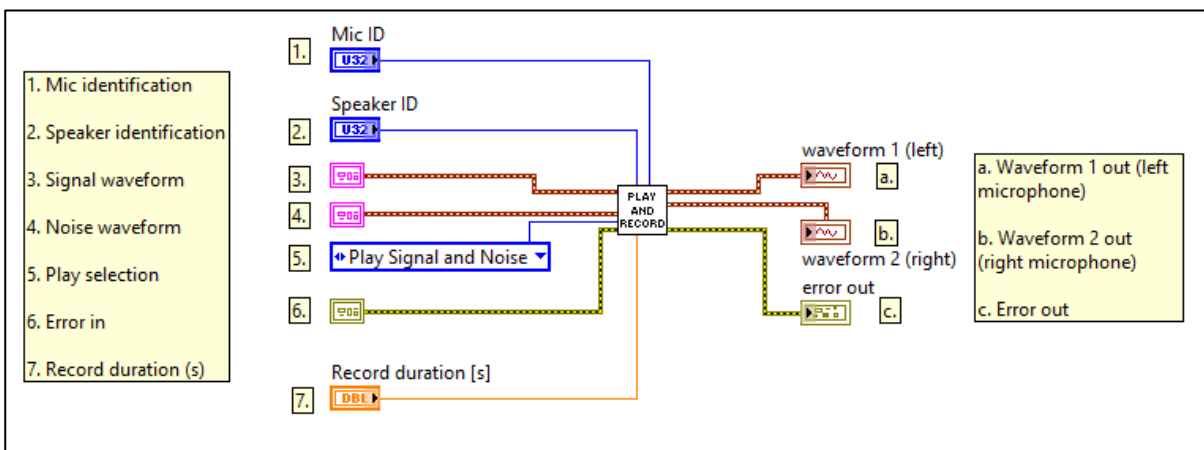 1. Mic identification
2. Speaker identification
3. Signal waveform
4. Noise waveform
5. Play selection
6. Error in
7. Record duration (s)
Mic ID
1.
U32
Speaker ID
2.
U32
3.
4.
5.
Play Signal and Noise
6.
Record duration [s]
7.
DBL
PLAY
AND
RECORD
waveform 1 (left)
a.
b.
waveform 2 (right)
error out
c.
a. Waveform 1 out (left
microphone)
b. Waveform 2 out
(right microphone)
c. Error out